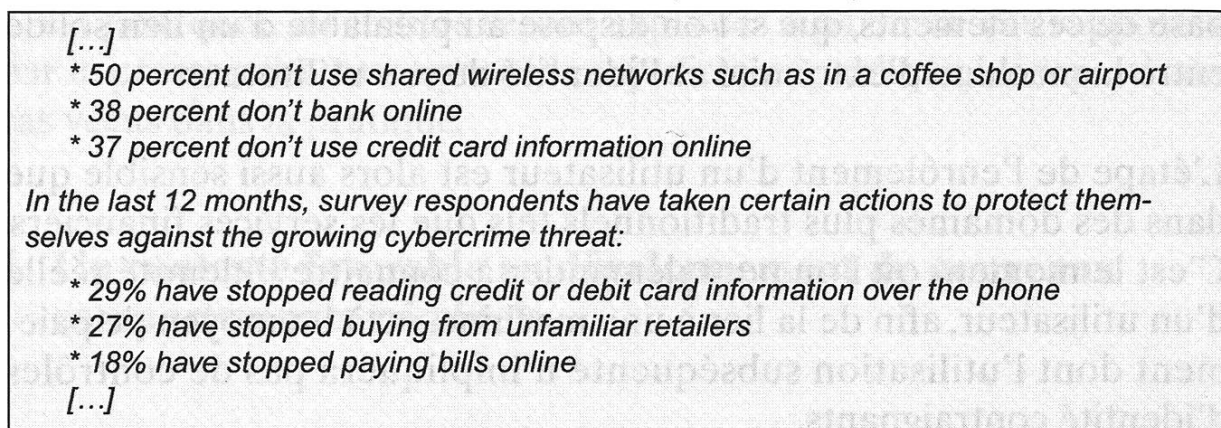 [...]
* 50 percent don't use shared wireless networks such as in a coffee shop or airport
* 38 percent don't bank online
* 37 percent don't use credit card information online
In the last 12 months, survey respondents have taken certain actions to protect them-
selves against the growing cybercrime threat:
* 29% have stopped reading credit or debit card information over the phone
* 27% have stopped buying from unfamiliar retailers
* 18% have stopped paying bills online
[...]